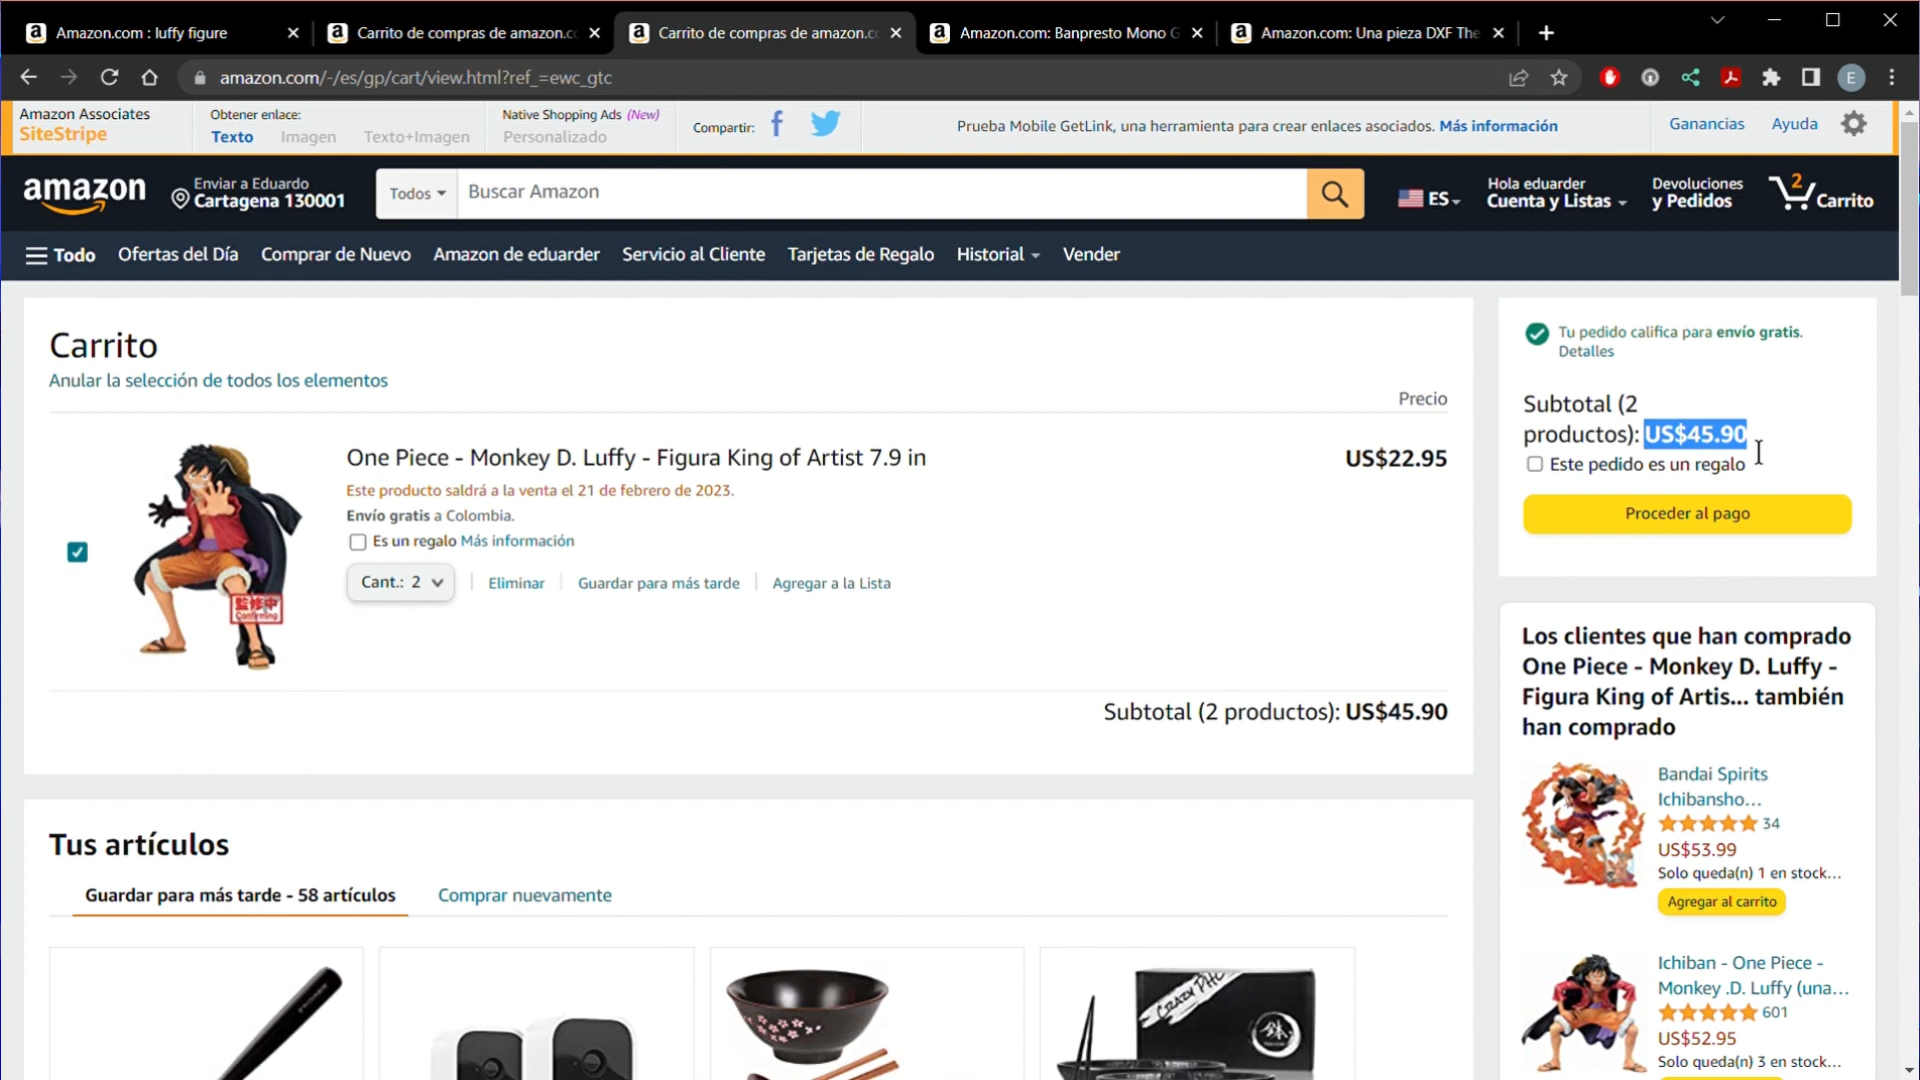 Amazon.com : luffy figure
Carrito de compras de amazon.co
Carrito de compras de amazon.co
Amazon.com: Banpresto Mono G
Amazon.com: Una pieza DXF The
amazon.com/-/es/gp/cart/view.html?ref_=ewc_gtc
E
Amazon Associates
SiteStripe
Obtener enlace:
Texto Imagen Texto+Imagen
Native Shopping Ads (New)
Personalizado
Compartir:
Prueba Mobile GetLink, una herramienta para crear enlaces asociados. Más información
Ganancias Ayuda
amazon
Enviar a Eduardo
Cartagena 130001
Todos
Buscar Amazon
ES
Hola eduarder
Cuenta y Listas
Devoluciones
y Pedidos
2
Carrito
Todo Ofertas del Día Comprar de Nuevo Amazon de eduarder Servicio al Cliente Tarjetas de Regalo Historial Vender
Carrito
Anular la selección de todos los elementos
Precio
One Piece - Monkey D. Luffy - Figura King of Artist 7.9 in
US$22.95
Este producto saldrá a la venta el 21 de febrero de 2023.
Envío gratis a Colombia.
Es un regalo Más información
Cant.: 2 Eliminar Guardar para más tarde Agregar a la Lista
監修中
Confirming
Subtotal (2 productos): US$45.90
Tu pedido califica para envío gratis.
Detalles
Subtotal (2
productos): US$45.90
Este pedido es un regalo
Proceder al pago
Los clientes que han comprado
One Piece - Monkey D. Luffy -
Figura King of Artis... también
han comprado
Bandai Spirits
Ichibansho...
34
US$53.99
Solo queda(n) 1 en stock...
Agregar al carrito
Ichiban - One Piece -
Monkey .D. Luffy (una...
601
US$52.95
Solo queda(n) 3 en stock...
Tus artículos
Guardar para más tarde - 58 artículos Comprar nuevamente
CRAZY